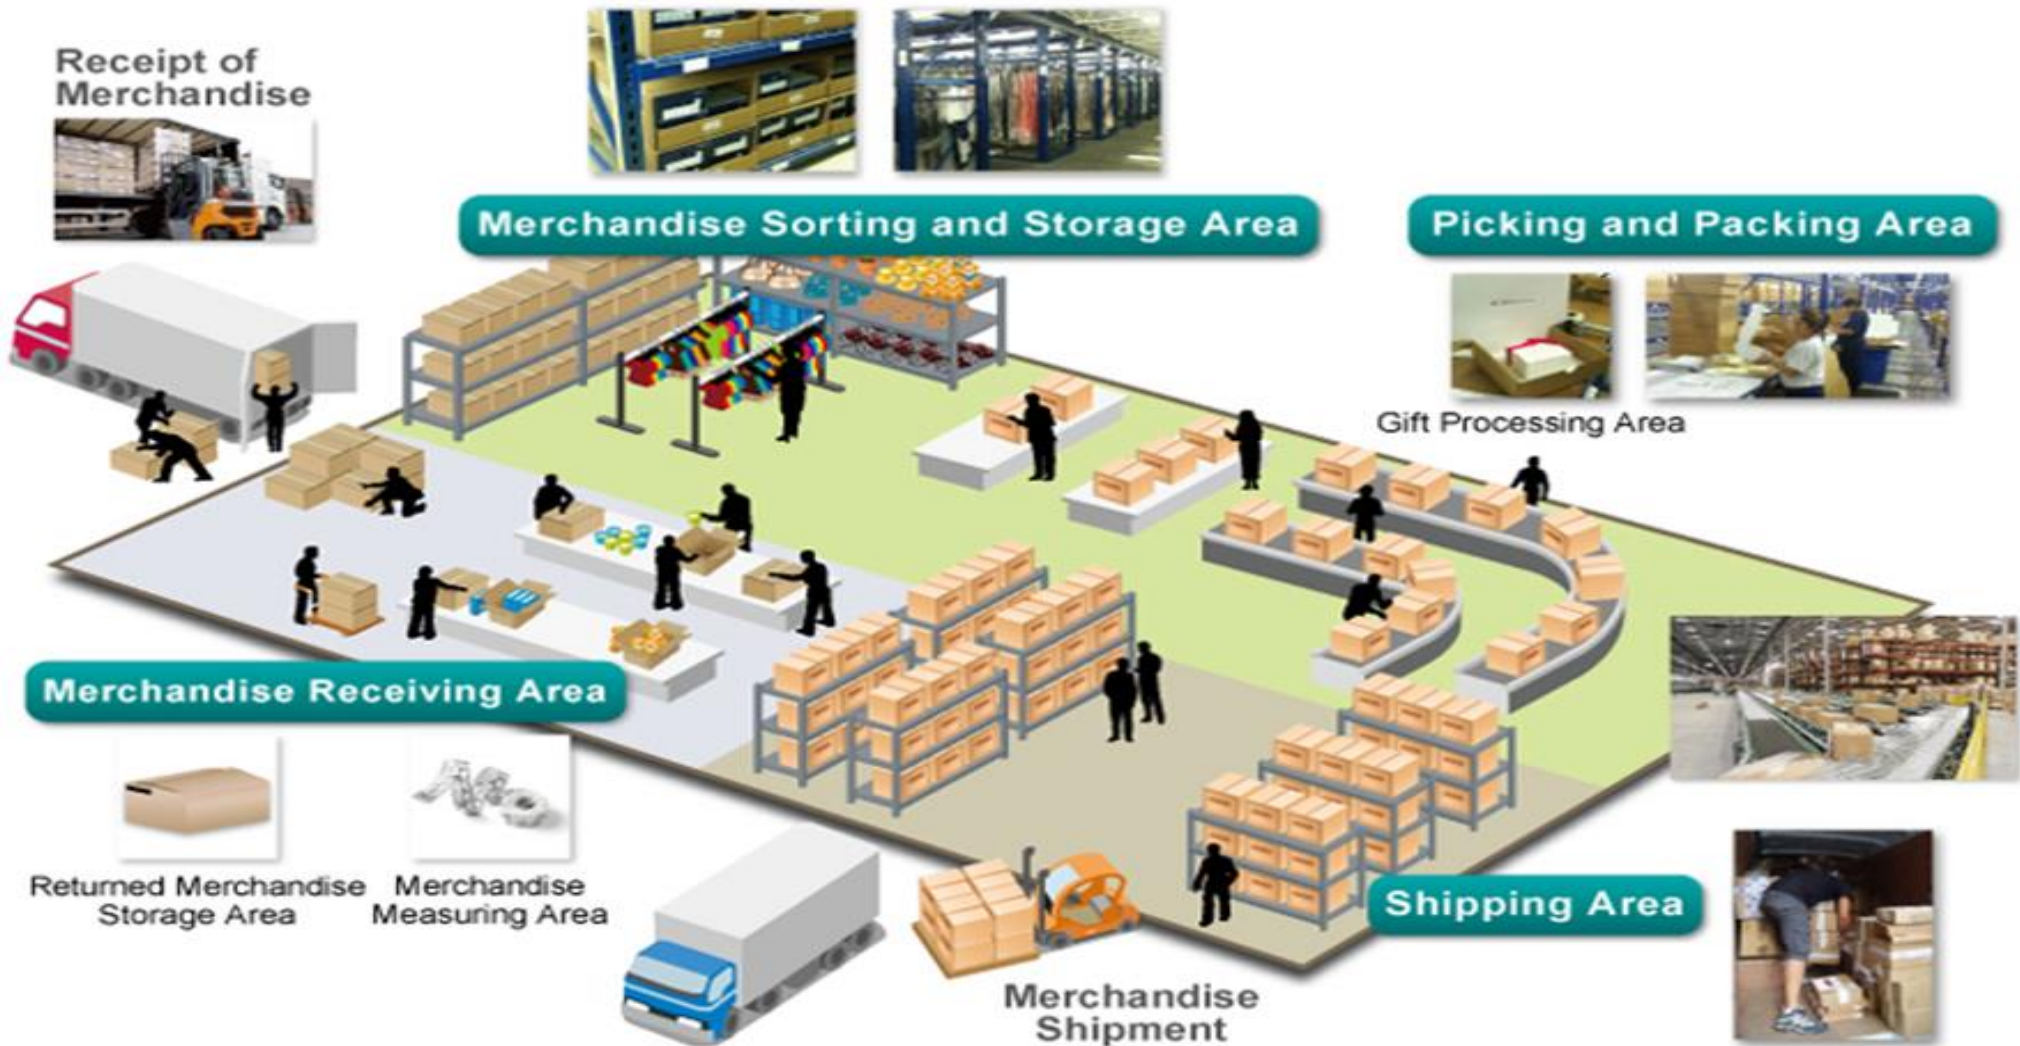 Receipt of
Merchandise
Merchandise Sorting and Storage Area
Picking and Packing Area
Gift Processing Area
Merchandise Receiving Area
Returned Merchandise
Storage Area
Merchandise
Measuring Area
Shipping Area
Merchandise
Shipment